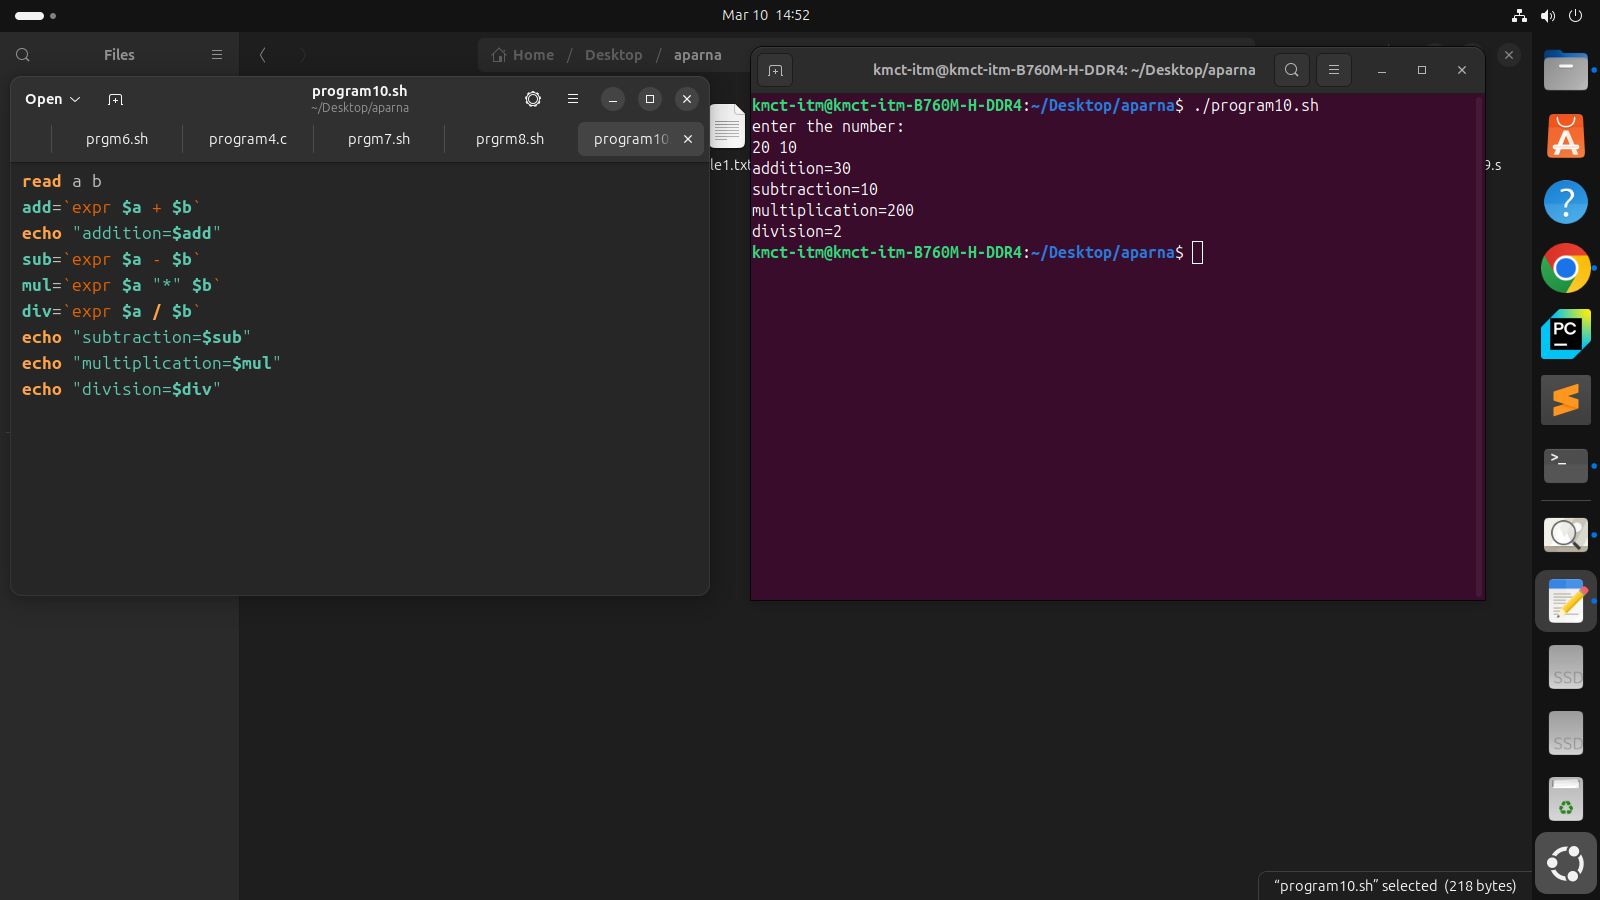 Mar 10 14:52
Files
Home / Desktop / aparna
Open
program10.sh
~/Desktop/aparna
prgm6.sh
program4.c
prgm7.sh
prgrm8.sh
program10
read a b
add=`expr $a + $b`
echo "addition=$add"
sub=`expr $a - $b`
mul=`expr $a "*" $b`
div=`expr $a / $b`
echo "subtraction=$sub"
echo "multiplication=$mul"
echo "division=$div"
le1.txt
kmct-itm@kmct-itm-B760M-H-DDR4: ~/Desktop/aparna
kmct-itm@kmct-itm-B760M-H-DDR4:~/Desktop/aparna$ ./program10.sh
enter the number:
20 10
addition=30
subtraction=10
multiplication=200
division=2
kmct-itm@kmct-itm-B760M-H-DDR4:~/Desktop/aparna$
9.s
PC
>_
SSD
SSD
“program10.sh” selected (218 bytes)